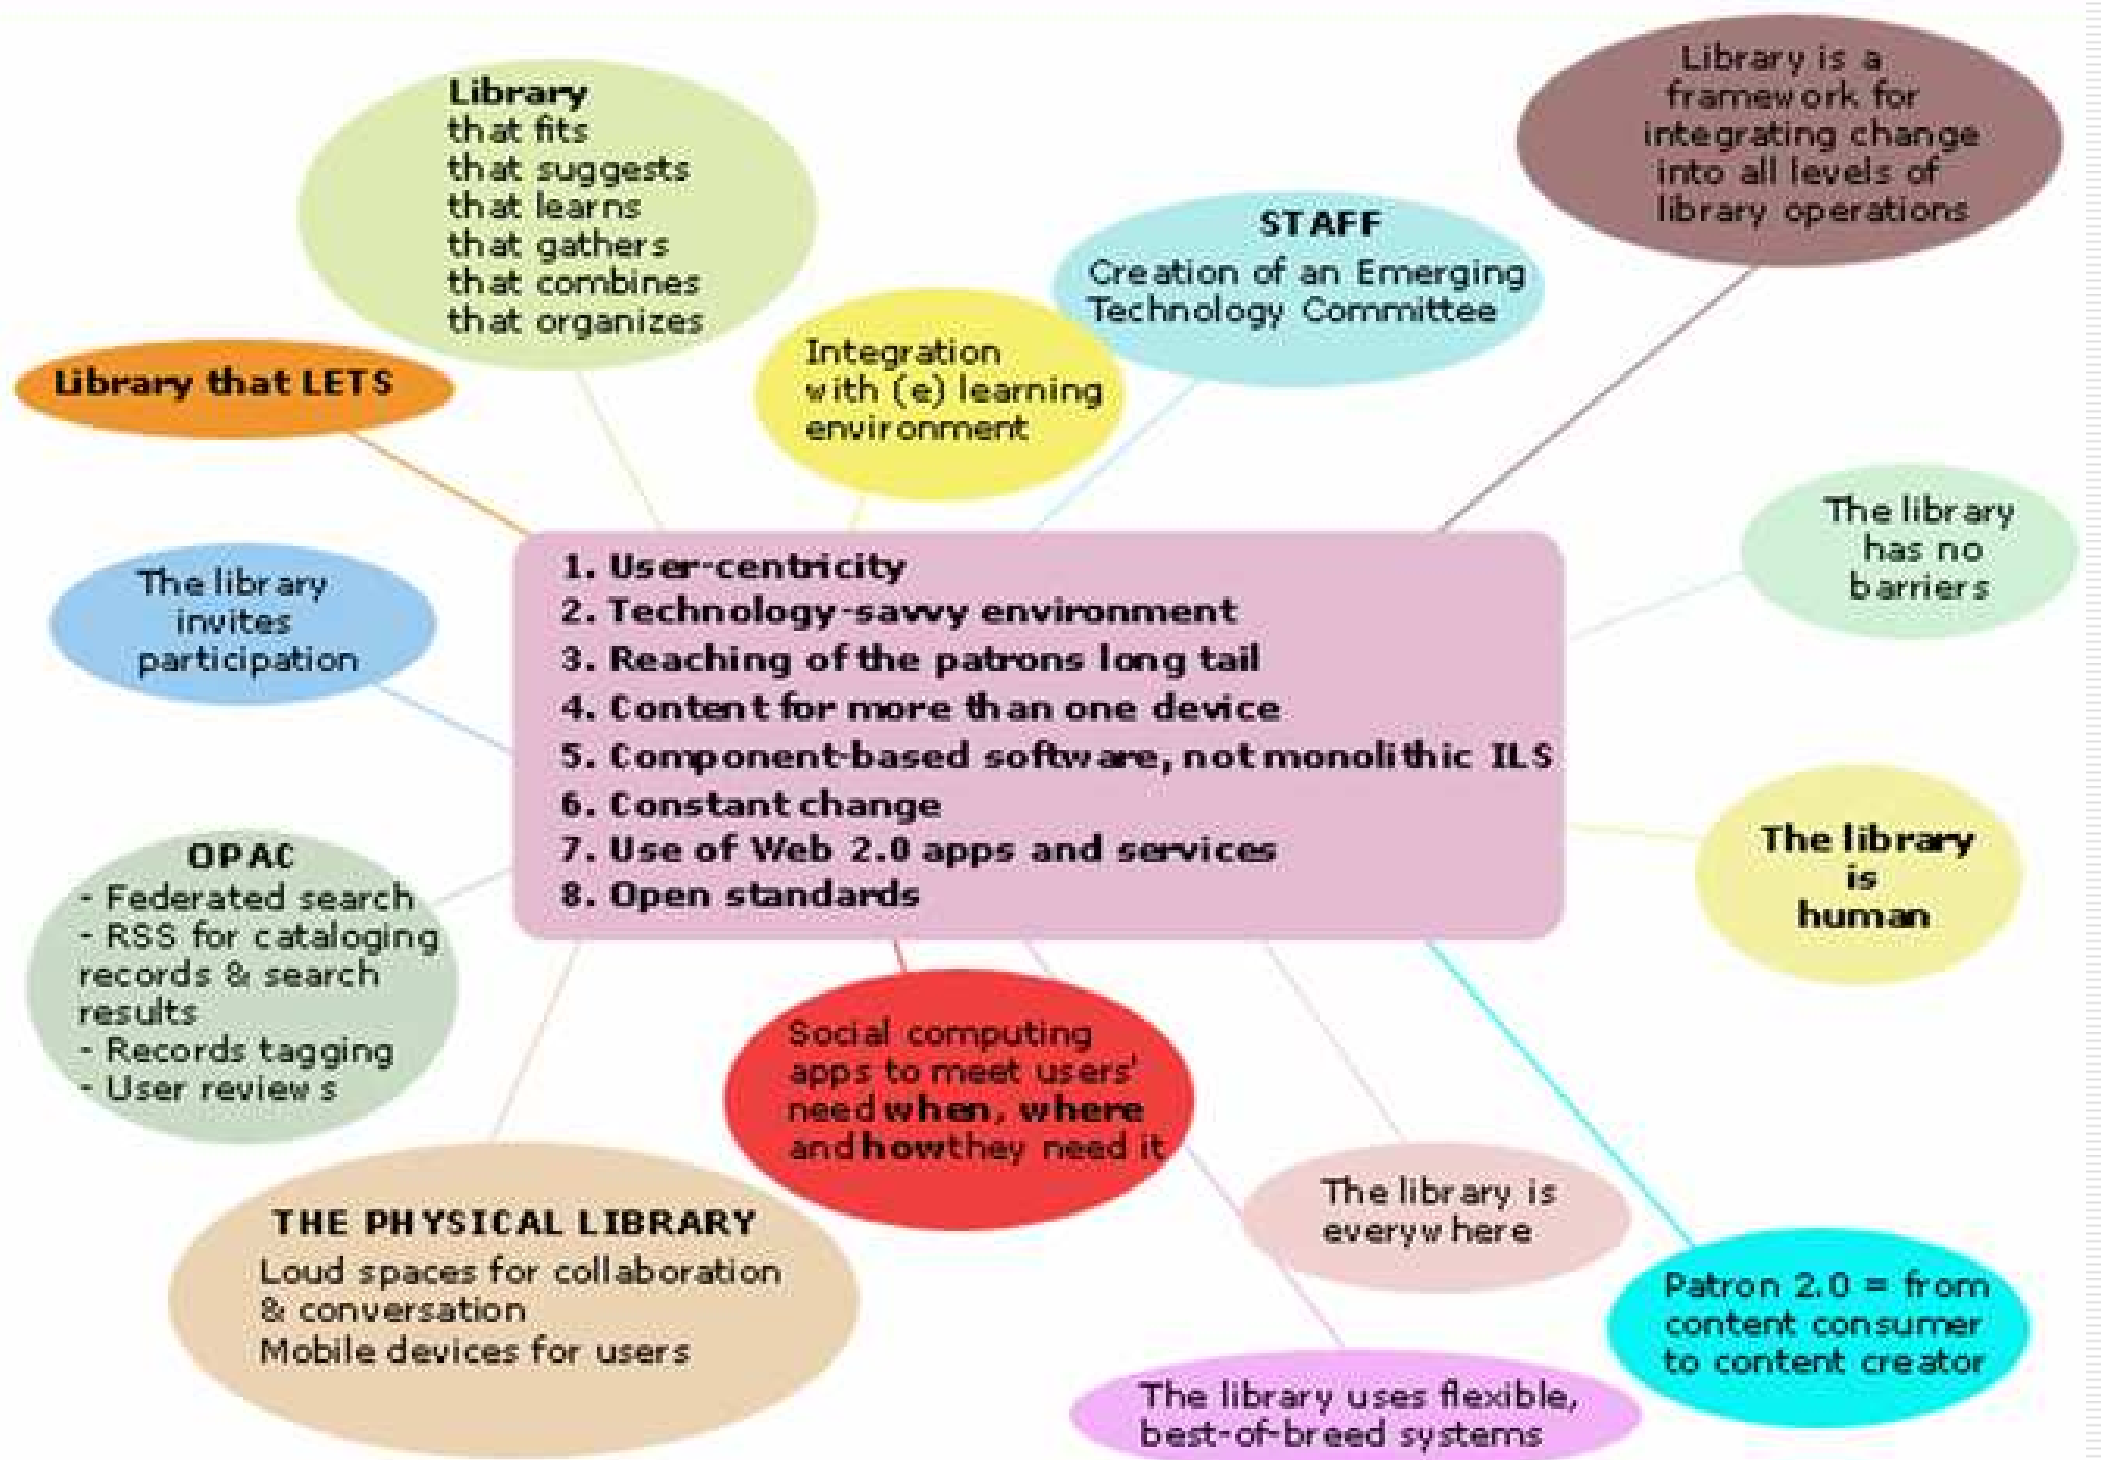 Library is a
framework for
integrating change
into all levels of
library operations
Library
that fits
that suggests
that learns
that gathers
that combines
that organizes
STAFF
Creation of an Emerging
Technology Committee
Integration
with (e) learning
environment
Library that LETS
The library
has no
barriers
The library
invites
participation
1. User-centricity
2. Technology-savvy environment
3. Reaching of the patrons long tail
4. Content for more than one device
5. Component-based software, not monolithic ILS
6. Constant change
7. Use of Web 2.0 apps and services
8. Open standards
The library
is
human
OPAC
- Federated search
- RSS for cataloging
records & search
results
- Records tagging
- User reviews
Social computing
apps to meet users'
need when, where
and how they need it
THE PHYSICAL LIBRARY
Loud spaces for collaboration
& conversation
Mobile devices for users
The library is
everywhere
Patron 2.0 = from
content consumer
to content creator
The library uses flexible,
best-of-breed systems